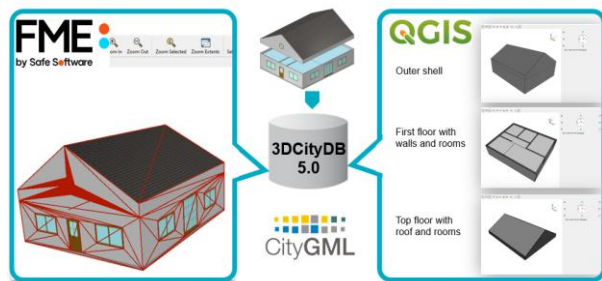 FME
by Safe Software
Zoom In Zoom Out Zoom Selected Zoom Extents
3DCityDB
5.0
CityGML
QGIS
Outer shell
First floor with
walls and rooms
Top floor with
roof and rooms